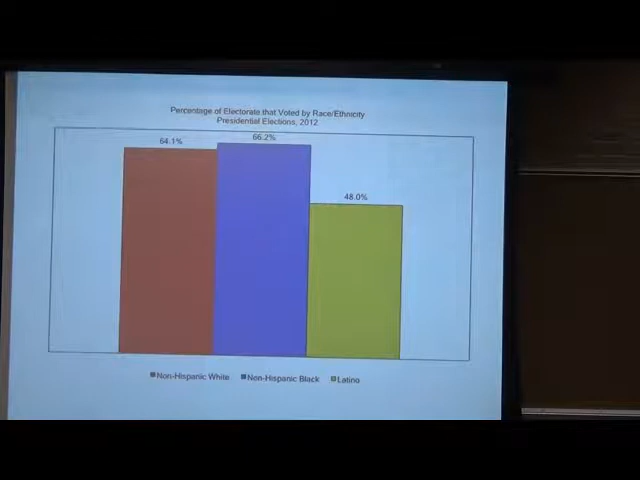 Percentage of Electorate that Voted by Race/Ethnicity
Presidential Elections, 2012
64.1%
66.2%
48.0%
Non-Hispanic White Non-Hispanic Black Latino